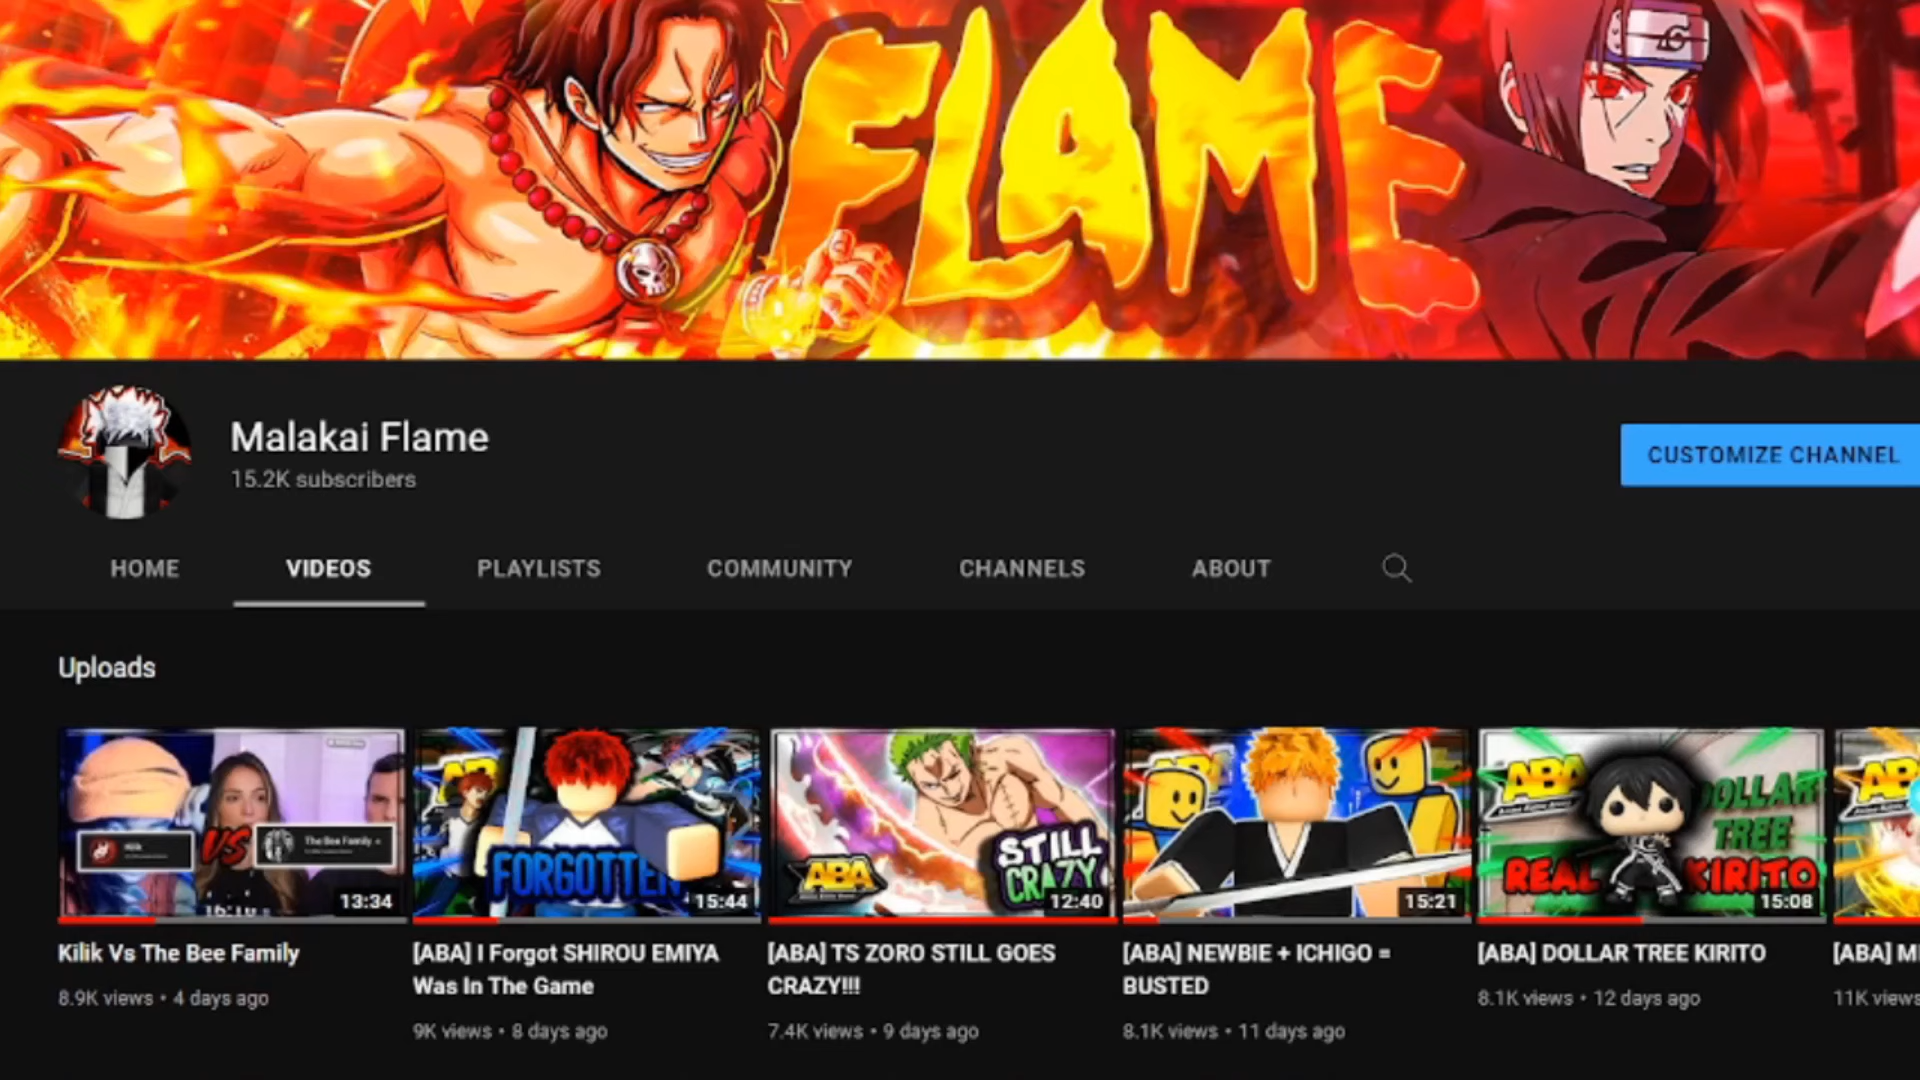 FLAME
Malakai Flame
15.2K subscribers
CUSTOMIZE CHANNEL
HOME VIDEOS PLAYLISTS COMMUNITY CHANNELS ABOUT
Uploads
Kilik
VS
The Bee Family
13:34
ABA
FORGOTTEN
15:44
ABA
STILL
CRAZY
12:40
15:21
ABA
DOLLAR
TREE
REAL KIRITO
15:08
ABA
Kilik Vs The Bee Family
8.9K views • 4 days ago
[ABA] I Forgot SHIROU EMIYA
Was In The Game
9K views • 8 days ago
[ABA] TS ZORO STILL GOES
CRAZY!!!
7.4K views • 9 days ago
[ABA] NEWBIE + ICHIGO =
BUSTED
8.1K views • 11 days ago
[ABA] DOLLAR TREE KIRITO
8.1K views • 12 days ago
[ABA] M
11K views